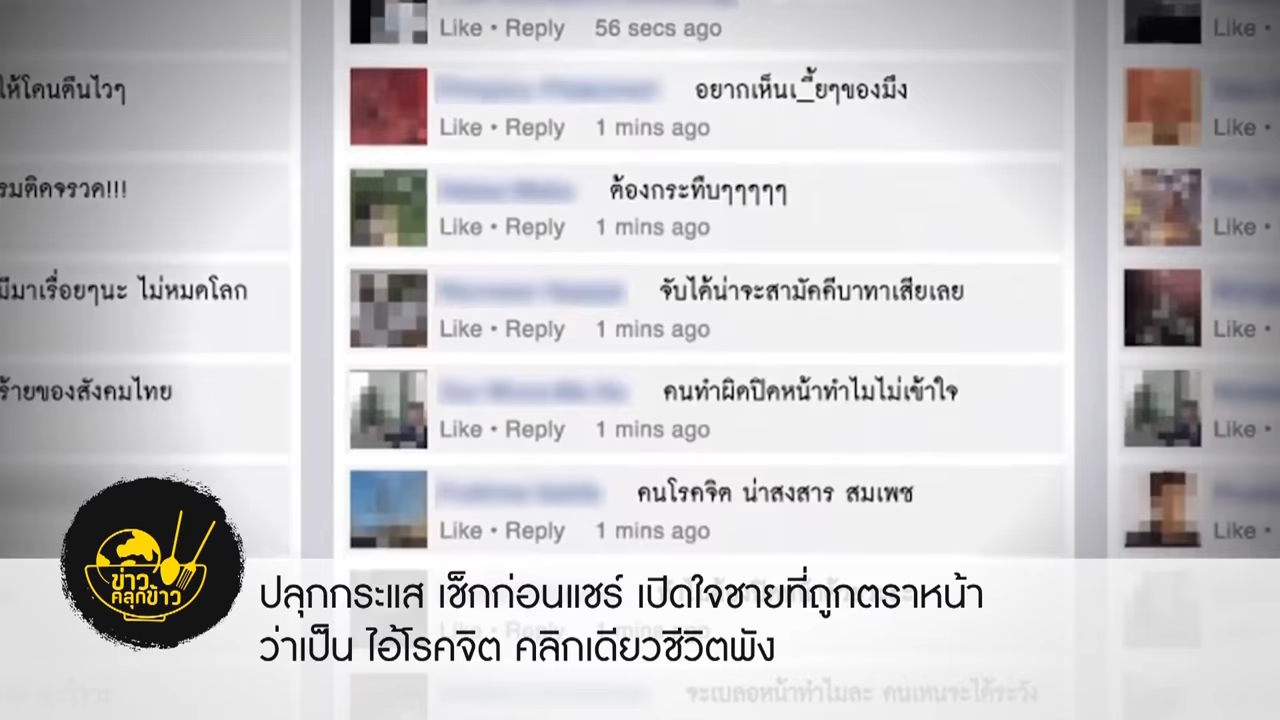 Like • Reply 56 secs ago
Like •
ให้โดนตืนไวๆ
อยากเห็นเ_ี้ยๆของมึง
Like • Reply 1 mins ago
Like •
รมติดจรวด!!!
ต้องกระทืบๆๆๆๆๆ
Like • Reply 1 mins ago
Like •
มีมาเรื่อยๆนะ ไม่หมดโลก
จับได้น่าจะสามัคคีบาทาเสียเลย
Like • Reply 1 mins ago
Like •
ร้ายของสังคมไทย
คนทำผิดปิดหน้าทำไมไม่เข้าใจ
Like • Reply 1 mins ago
Like •
คนโรคจิต น่าสงสาร สมเพช
Like • Reply 1 mins ago
Like •
ข่าว
คลุกข้าว
ปลุกกระแส เช็กก่อนแชร์ เปิดใจชายที่ถูกตราหน้า
ว่าเป็น ไอ้โรคจิต คลิกเดียวชีวิตพัง
Like • Reply 1 mins ago
จะเบลอหน้าทำไมละ คนเหนจะได้ระวัง